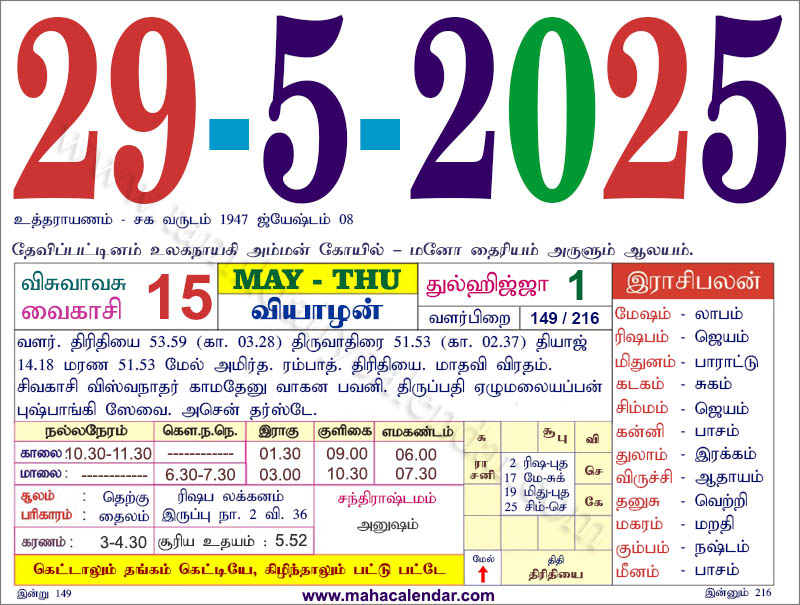 29-5-2025
உத்தராயணம் - சக வருடம் 1947 ஜ்யேஷ்டம் 08
தேவிப்பட்டினம் உலகநாயதி அம்மன் கோயில் – மனோ தைரியம் அருளும் ஆலயம்.
விசுவாவசு
வைகாசி 15
MAY - THU
வியாழன்
துல்ஹிஜ்ஜா 1
வளர்பிறை 149 / 216
வளர். திரிதியை 53.59 (கா. 03.28) திருவாதிரை 51.53 (கா. 02.37) தியாஜ்
14.18 மரண 51.53 மேல் அமிர்த. ரம்பாத். திரிதியை. மாதவி விரதம்.
சிவகாசி விஸ்வநாதர் காமதேனு வாகன பவனி. திருப்பதி ஏழுமலையப்பன்
புஷ்பாங்கி ஸேவை. அசென் தர்ஸ்டே.
நல்லநேரம் கௌ.ந.நெ. இராகு குளிகை எமகண்டம்
காலை: 10.30-11.30 ------------ 01.30 09.00 06.00
மாலை: ------------ 6.30-7.30 03.00 10.30 07.30
சூலம் : தெற்கு
பரிகாரம் : தைலம்
ரிஷப லக்கனம்
இருப்பு நா. 2 வி. 36
சந்திராஷ்டமம்
அனுஷம்
கரணம்: 3-4.30
சூரிய உதயம் : 5.52
கெட்டாலும் தங்கம் கெட்டியே, கிழிந்தாலும் பட்டு பட்டே
சு சூ பு வி
ரா சனி
2 ரிஷ-புத
17 மே-சுக்
19 மிது-புத
25 சிம்-செ
செ
கே
மேல்
திதி
திரிதியை
இராசிபலன்
மேஷம் - லாபம்
ரிஷபம் - ஜெயம்
மிதுனம் - பாராட்டு
கடகம் - சுகம்
சிம்மம் - ஜெயம்
கன்னி - பாசம்
துலாம் - இரக்கம்
விருச்சி - ஆதாயம்
தனுசு - வெற்றி
மகரம் - மறதி
கும்பம் - நஷ்டம்
மீனம் - பாசம்
இன்று 149
www.mahacalendar.com
இன்னும் 216